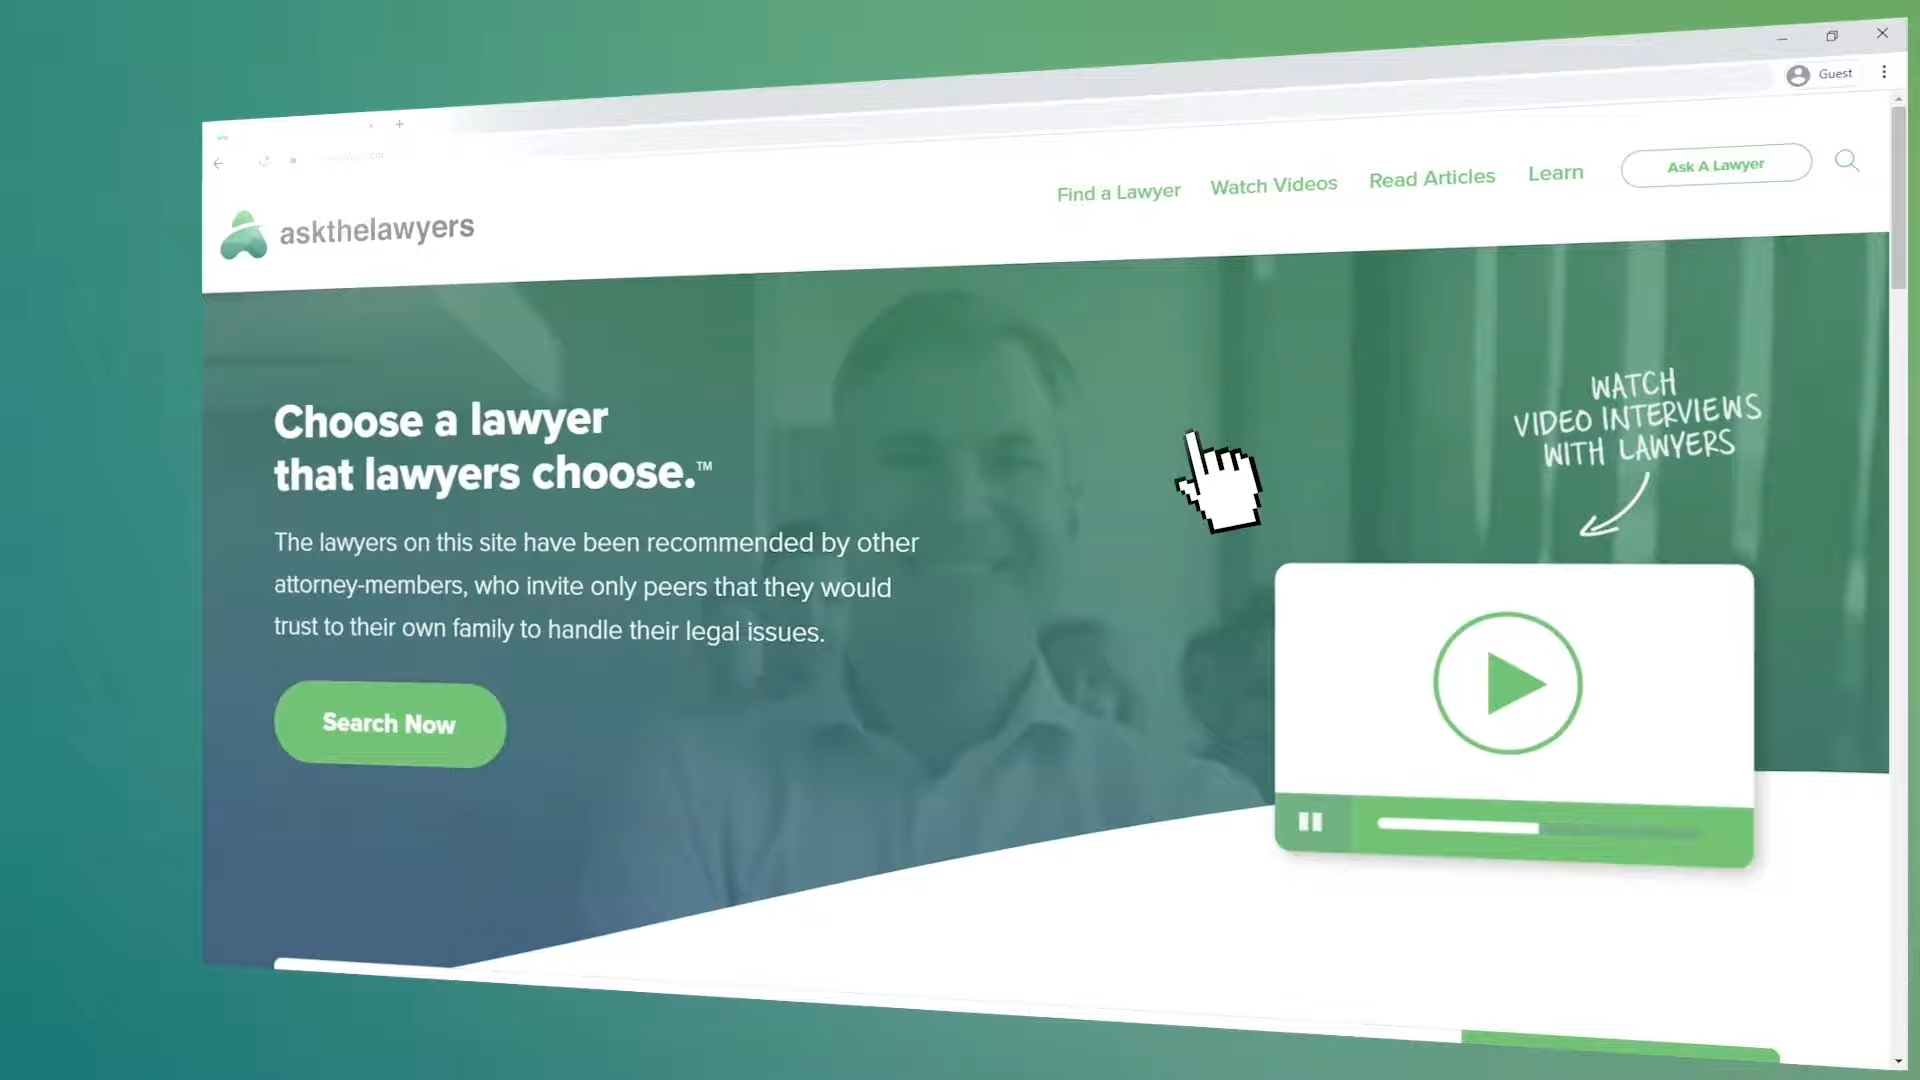 Guest
Find a Lawyer
Watch Videos
Read Articles
Learn
Ask A Lawyer
askthelawyers
Choose a lawyer
that lawyers choose.™
WATCH
VIDEO INTERVIEWS
WITH LAWYERS
The lawyers on this site have been recommended by other
attorney-members, who invite only peers that they would
trust to their own family to handle their legal issues.
Search Now